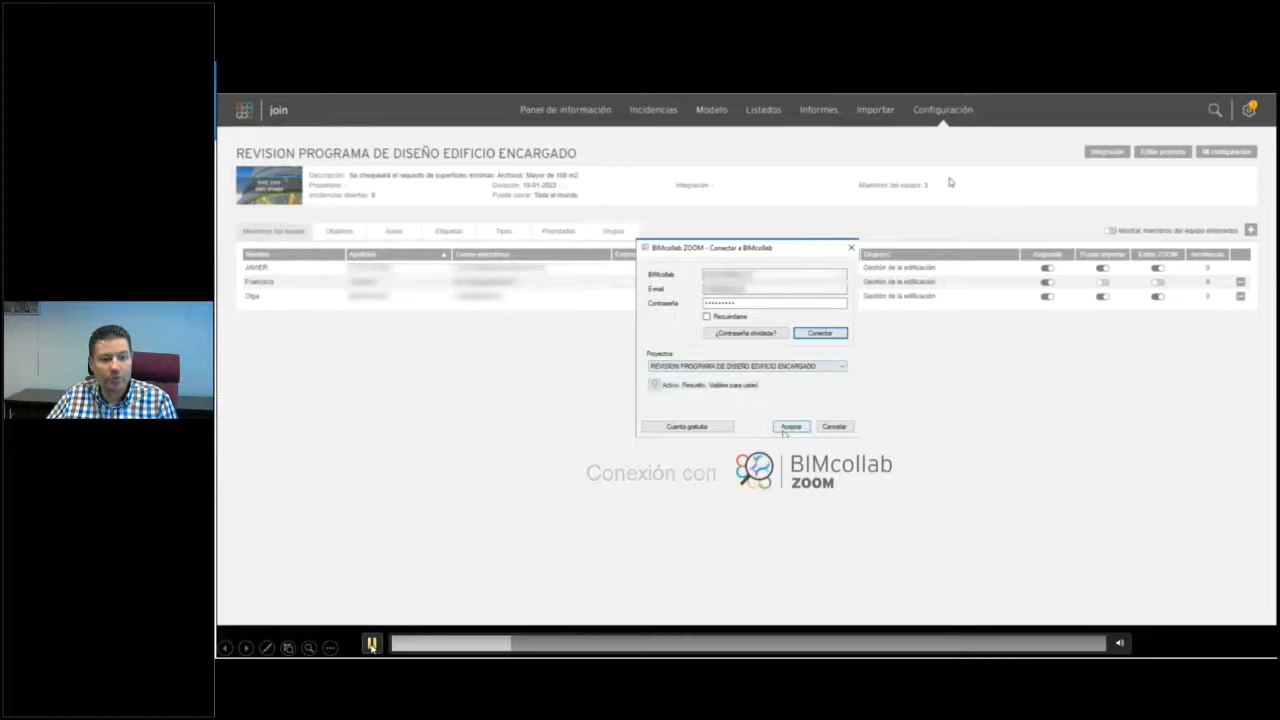 join
Panel de información Incidencias Modelo Listados Informes Importar Configuración
REVISION PROGRAMA DE DISEÑO EDIFICIO ENCARGADO
Integración Editar proyecto Mi configuración
Descripción: Se chequeará el requisito de superficies mínimas: Archivos: Mayor de 100 m2
Propietario: - Duración: 10-01-2022 - Integración: - Miembros del equipo: 3
Incidencias abiertas: 0 Puede cerrar: Todo el mundo
Miembros del equipo Objetivos Áreas Etiquetas Tipos Prioridades Grupos Mostrar miembros del equipo eliminados
Nombre Apellidos Correo electrónico Grupo(s) Asignable Puede importar Editar ZOOM Incidencias
JAVIER Gestión de la edificación 0
Francisco Gestión de la edificación 0
Olga Gestión de la edificación 0
BIMcollab ZOOM - Conectar a BIMcollab
BIMcollab
E-mail
Contraseña
Recuérdame
¿Contraseña olvidada? Conectar
Proyectos
REVISION PROGRAMA DE DISEÑO EDIFICIO ENCARGADO
Activo, Resuelto, Visibles para usted
Cuenta gratuita Aceptar Cancelar
Conexión con BIMcollab
ZOOM